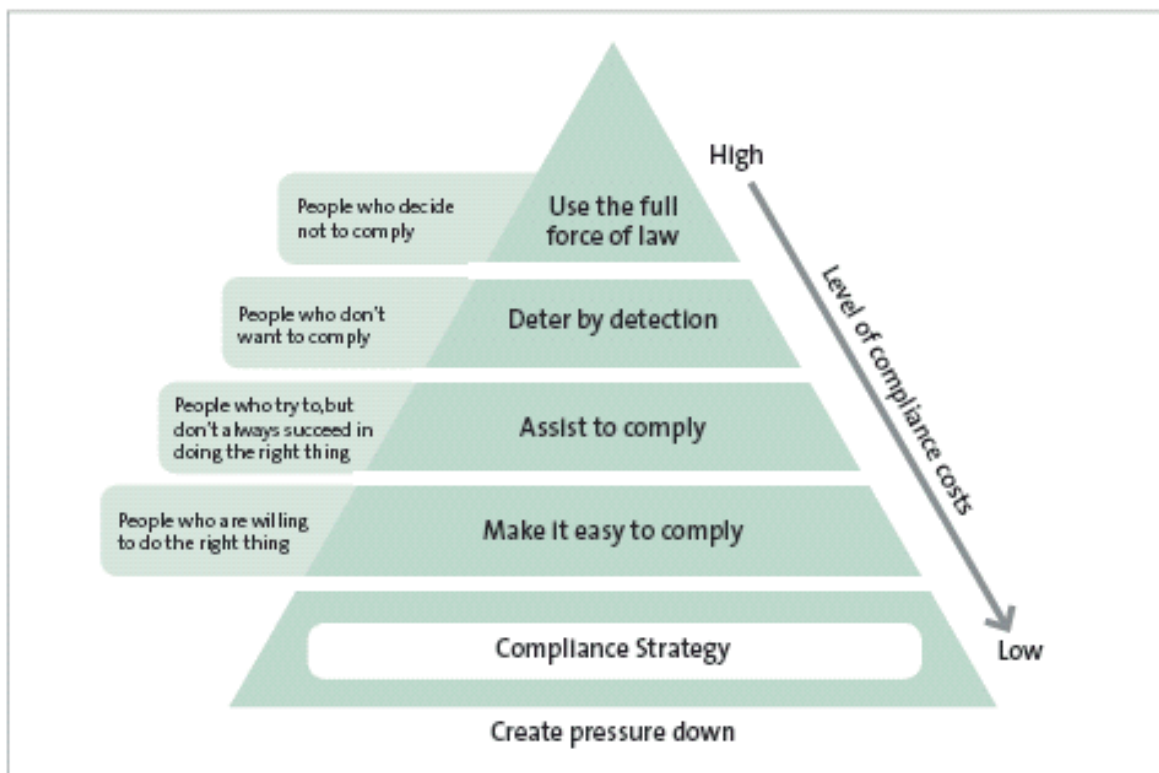 High
People who decide
not to comply
Use the full
force of law
People who don't
want to comply
Deter by detection
Level of compliance costs
People who try to,but
don't always succeed in
doing the right thing
Assist to comply
People who are willing
to do the right thing
Make it easy to comply
Compliance Strategy
Low
Create pressure down